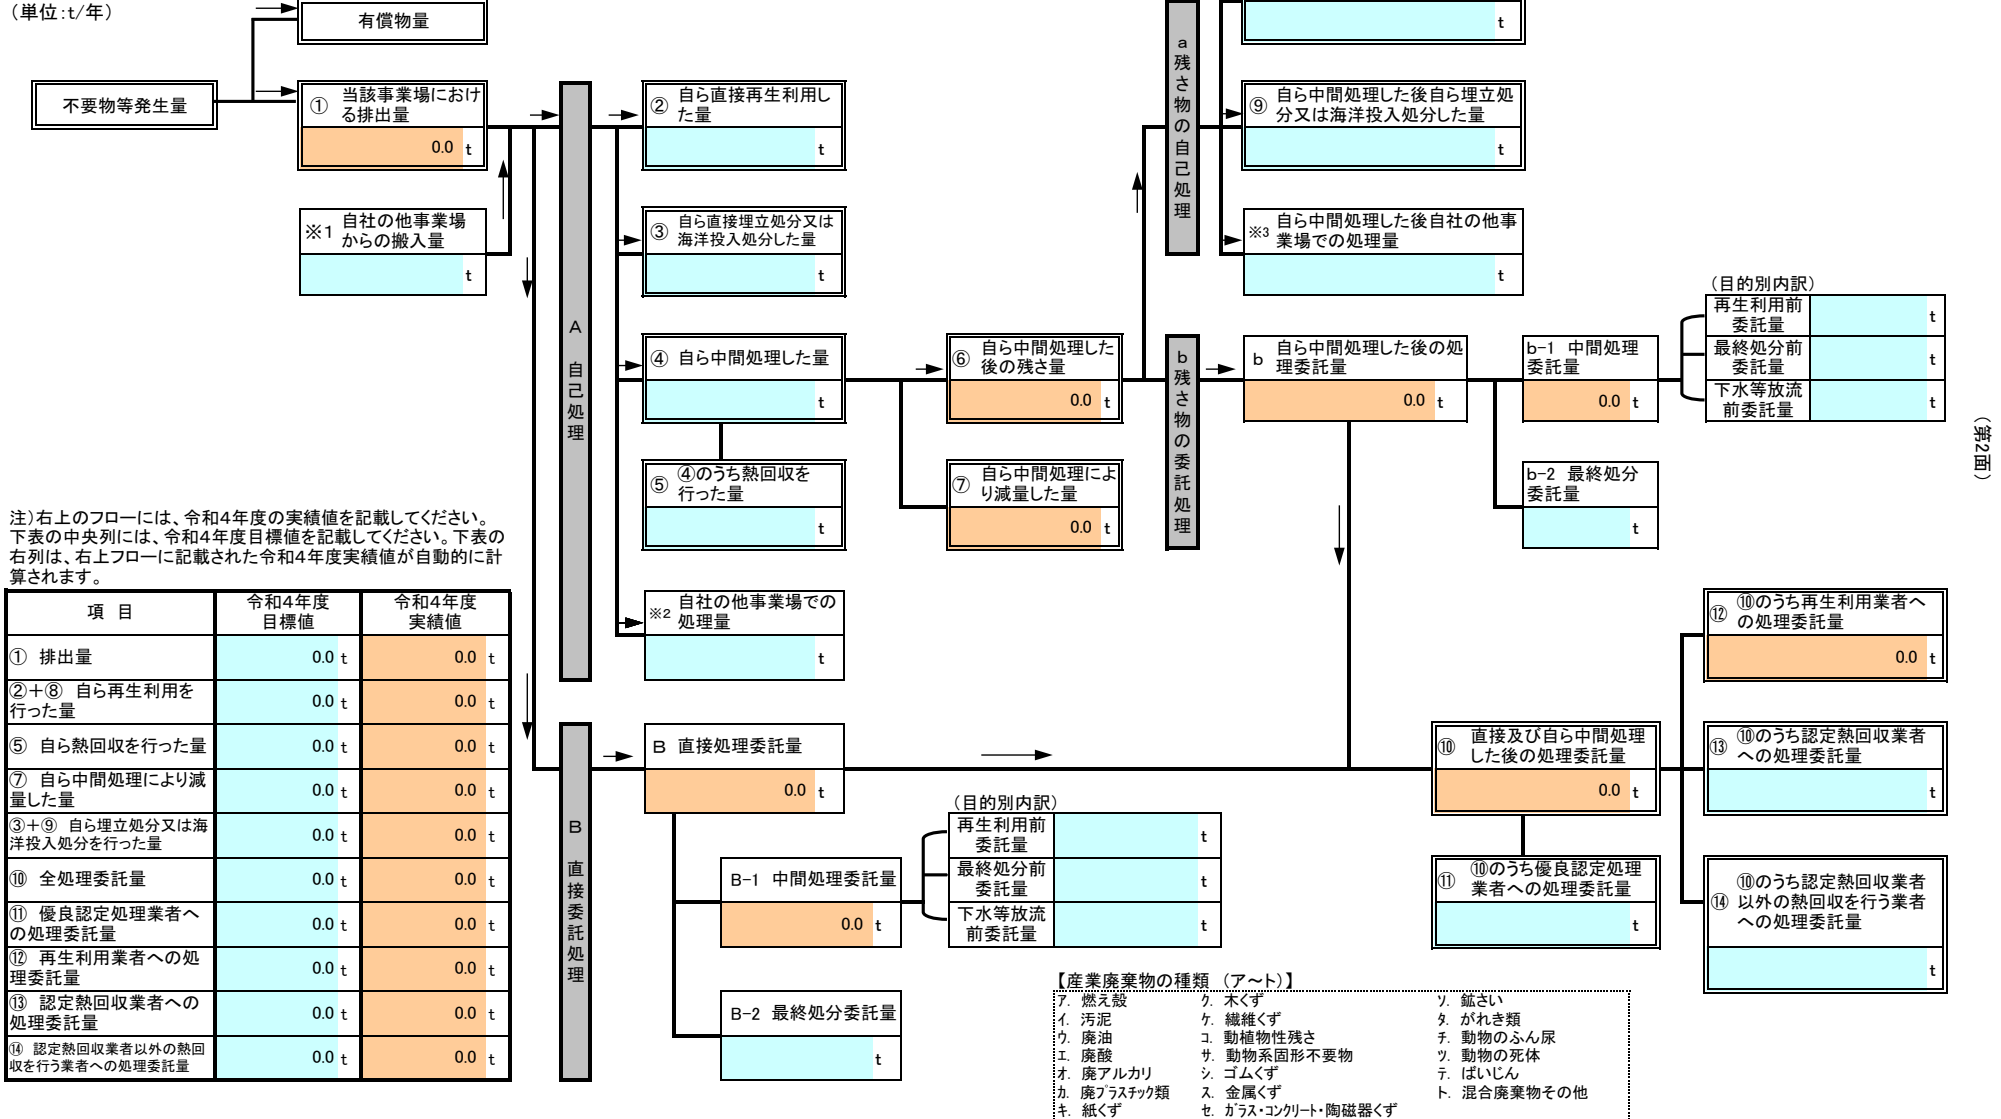 （単位:t/年）
有償物量
t
不要物等発生量
① 当該事業場におけ
る排出量
0.0 t
※1 自社の他事業場
からの搬入量
t
A 自己処理
② 自ら直接再生利用し
た量
t
③ 自ら直接埋立処分又は
海洋投入処分した量
t
④ 自ら中間処理した量
t
⑤ ④のうち熱回収を
行った量
t
※2 自社の他事業場での
処理量
t
⑥ 自ら中間処理した
後の残さ量
0.0 t
⑦ 自ら中間処理によ
り減量した量
0.0 t
a残さ物の自己処理
⑨ 自ら中間処理した後自ら埋立処
分又は海洋投入処分した量
t
※3 自ら中間処理した後自社の他事
業場での処理量
t
b残さ物の委託処理
b 自ら中間処理した後の処
理委託量
0.0 t
b-1 中間処理
委託量
0.0 t
b-2 最終処分
委託量
t
（目的別内訳）
再生利用前
委託量
t
最終処分前
委託量
t
下水等放流
前委託量
t
（第2面）
注)右上のフローには、令和４年度の実績値を記載してください。
下表の中央列には、令和４年度目標値を記載してください。下表の
右列は、右上フローに記載された令和４年度実績値が自動的に計
算されます。
項 目
令和４年度
目標値
令和４年度
実績値
① 排出量
0.0 t 0.0 t
②＋⑧ 自ら再生利用を
行った量
0.0 t 0.0 t
⑤ 自ら熱回収を行った量
0.0 t 0.0 t
⑦ 自ら中間処理により減
量した量
0.0 t 0.0 t
③＋⑨ 自ら埋立処分又は海
洋投入処分を行った量
0.0 t 0.0 t
⑩ 全処理委託量
0.0 t 0.0 t
⑪ 優良認定処理業者へ
の処理委託量
0.0 t 0.0 t
⑫ 再生利用業者への処
理委託量
0.0 t 0.0 t
⑬ 認定熱回収業者への
処理委託量
0.0 t 0.0 t
⑭ 認定熱回収業者以外の熱回
収を行う業者への処理委託量
0.0 t 0.0 t
B 直接委託処理
B 直接処理委託量
0.0 t
（目的別内訳）
再生利用前
委託量
t
最終処分前
委託量
t
下水等放流
前委託量
t
B-1 中間処理委託量
0.0 t
B-2 最終処分委託量
t
⑩ 直接及び自ら中間処理
した後の処理委託量
0.0 t
⑪ ⑩のうち優良認定処理
業者への処理委託量
t
⑫ ⑩のうち再生利用業者へ
の処理委託量
0.0 t
⑬ ⑩のうち認定熱回収業者
への処理委託量
t
⑭ ⑩のうち認定熱回収業者
以外の熱回収を行う業者
への処理委託量
t
【産業廃棄物の種類 （ア～ト）】
ア. 燃え殻 ク. 木くず ソ. 鉱さい
イ. 汚泥 ケ. 繊維くず タ. がれき類
ウ. 廃油 コ. 動植物性残さ チ. 動物のふん尿
エ. 廃酸 サ. 動物系固形不要物 ツ. 動物の死体
オ. 廃アルカリ シ. ゴムくず テ. ばいじん
カ. 廃プラスチック類 ス. 金属くず ト. 混合廃棄物その他
キ. 紙くず セ. ガラス・コンクリート・陶磁器くず